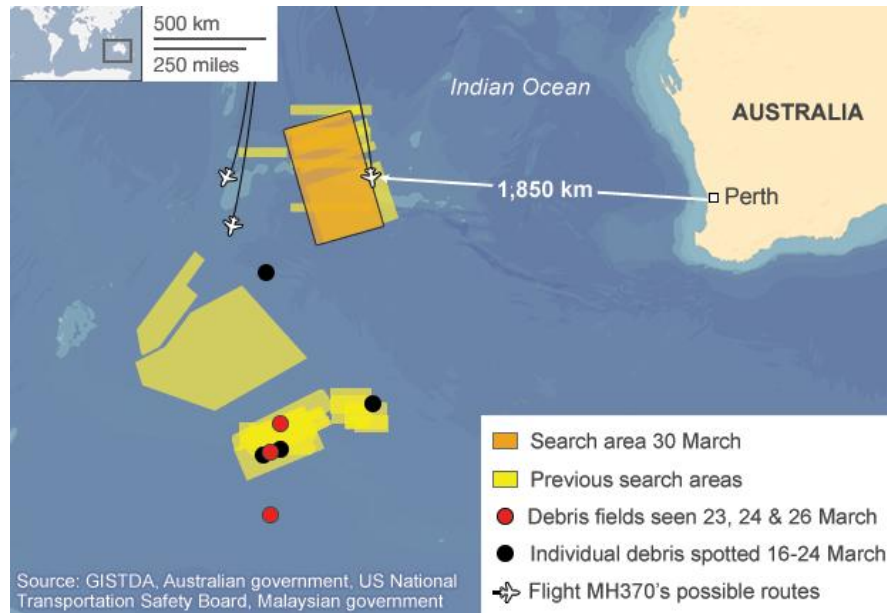 500 km
250 miles
Indian Ocean
AUSTRALIA
1,850 km
Perth
Search area 30 March
Previous search areas
Debris fields seen 23, 24 & 26 March
Individual debris spotted 16-24 March
Flight MH370's possible routes
Source: GISTDA, Australian government, US National
Transportation Safety Board, Malaysian government